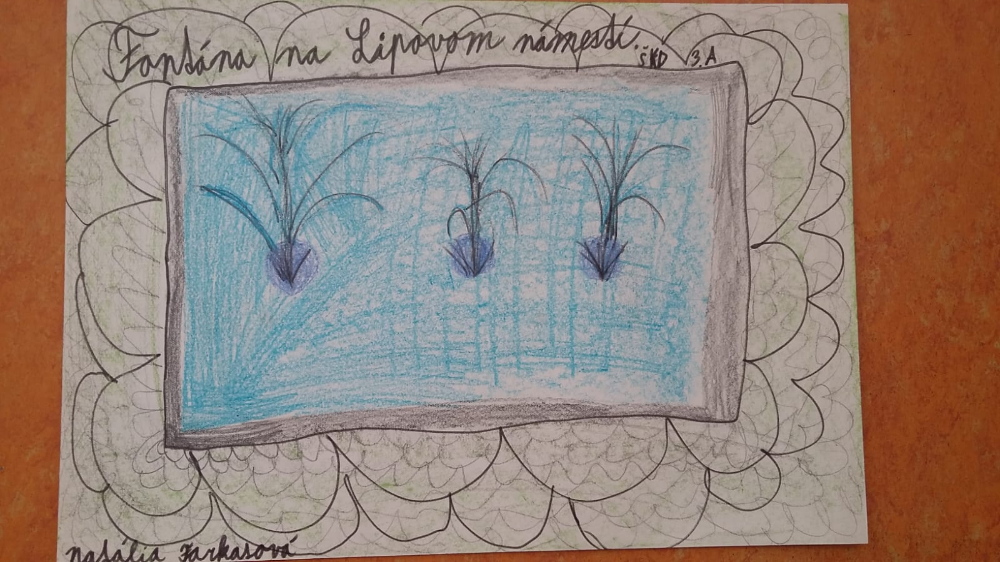 Fontána na Lipovom námestí.
ŠKD 3.A
Natália Farkasová